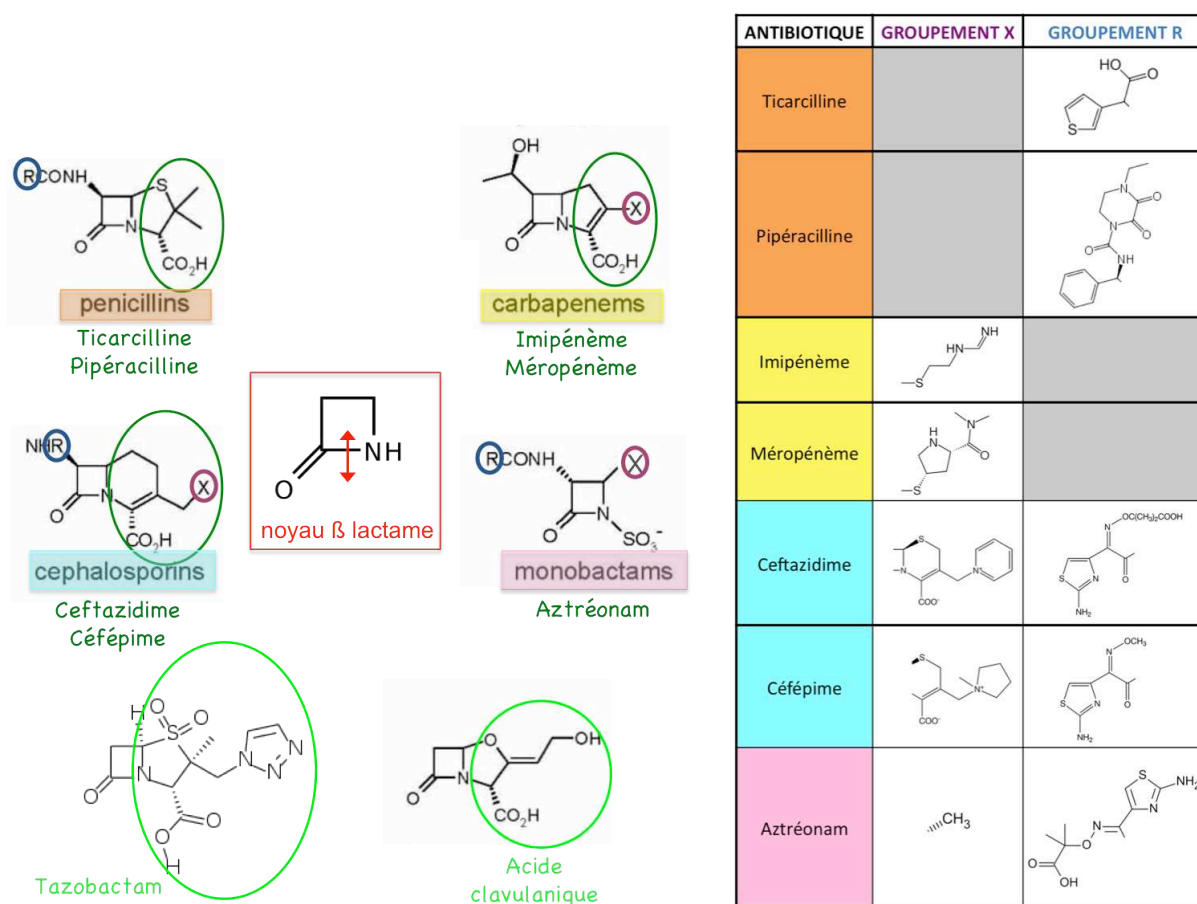 RCONH
S
N
O
CO2H
penicillins
Ticarcilline
Pipéracilline
OH
X
N
O
CO2H
carbapenems
Imipénème
Méropénème
NHR
N
X
O
CO2H
cephalosporins
Ceftazidime
Céfépime
NH
O
noyau ß lactame
RCONH
X
N
O
SO3-
monobactams
Aztréonam
H
O
O
S
N
N
N
N
O
O
O
H
Tazobactam
O
OH
N
O
CO2H
Acide
clavulanique
ANTIBIOTIQUE GROUPEMENT X GROUPEMENT R
Ticarcilline
HO
O
S
Pipéracilline
N
O
N
O
O
NH
Imipénème
NH
HN
S
Méropénème
HN
N
O
S
Ceftazidime
S
N
N+
COO-
OC(CH3)2COOH
N
S
N
O
NH2
Céfépime
S
N+
COO-
OCH3
N
S
N
O
NH2
Aztréonam
CH3
S
NH2
N
N
O
O
OH